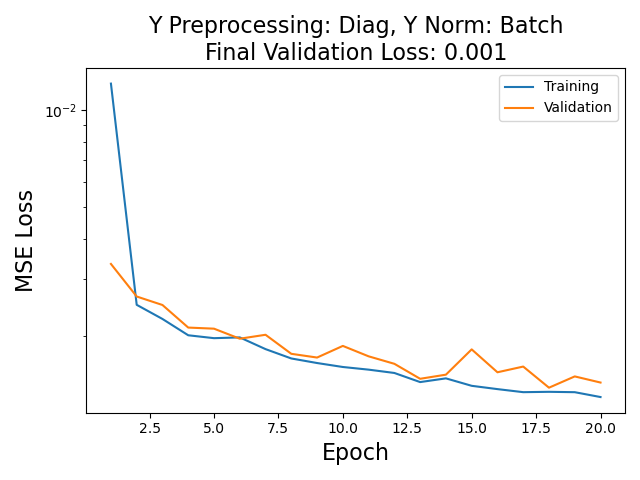 Y Preprocessing: Diag, Y Norm: Batch
Final Validation Loss: 0.001
Training
Validation
10⁻²
MSE Loss
2.5 5.0 7.5 10.0 12.5 15.0 17.5 20.0
Epoch